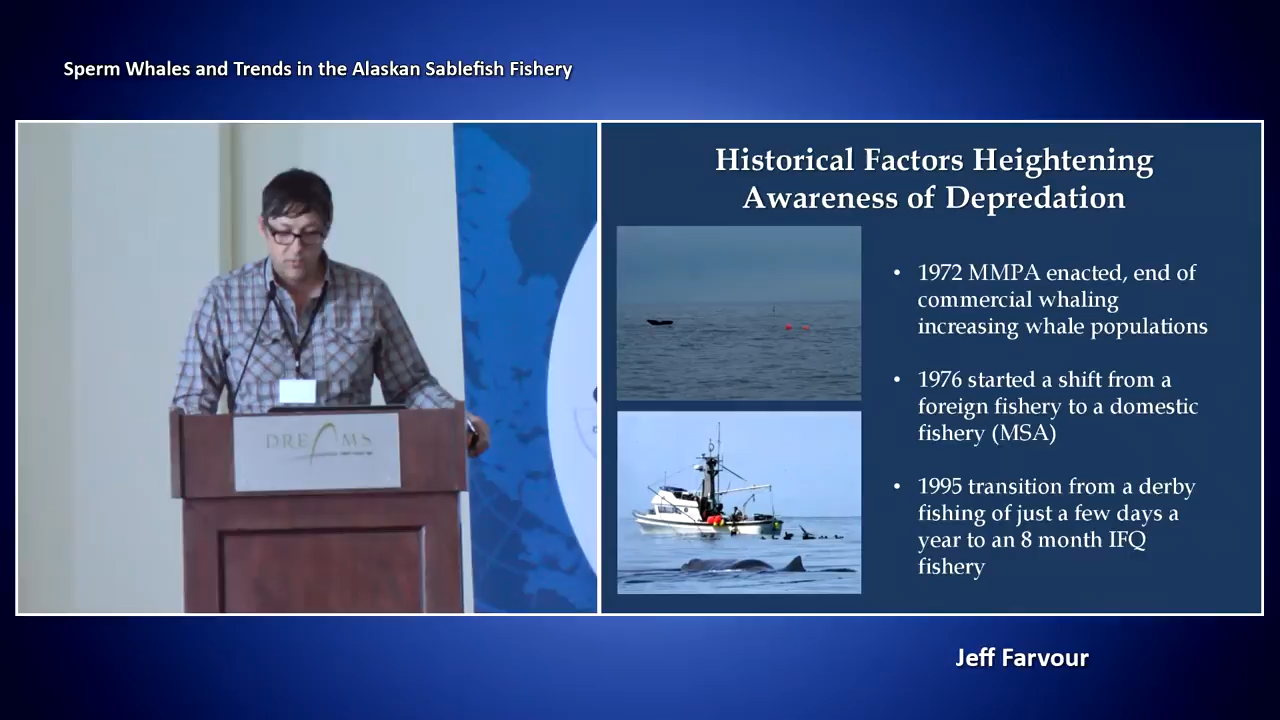 Sperm Whales and Trends in the Alaskan Sablefish Fishery
Historical Factors Heightening
Awareness of Depredation
• 1972 MMPA enacted, end of
commercial whaling
increasing whale populations
• 1976 started a shift from a
foreign fishery to a domestic
fishery (MSA)
• 1995 transition from a derby
fishing of just a few days a
year to an 8 month IFQ
fishery
DREAMS
Jeff Farvour